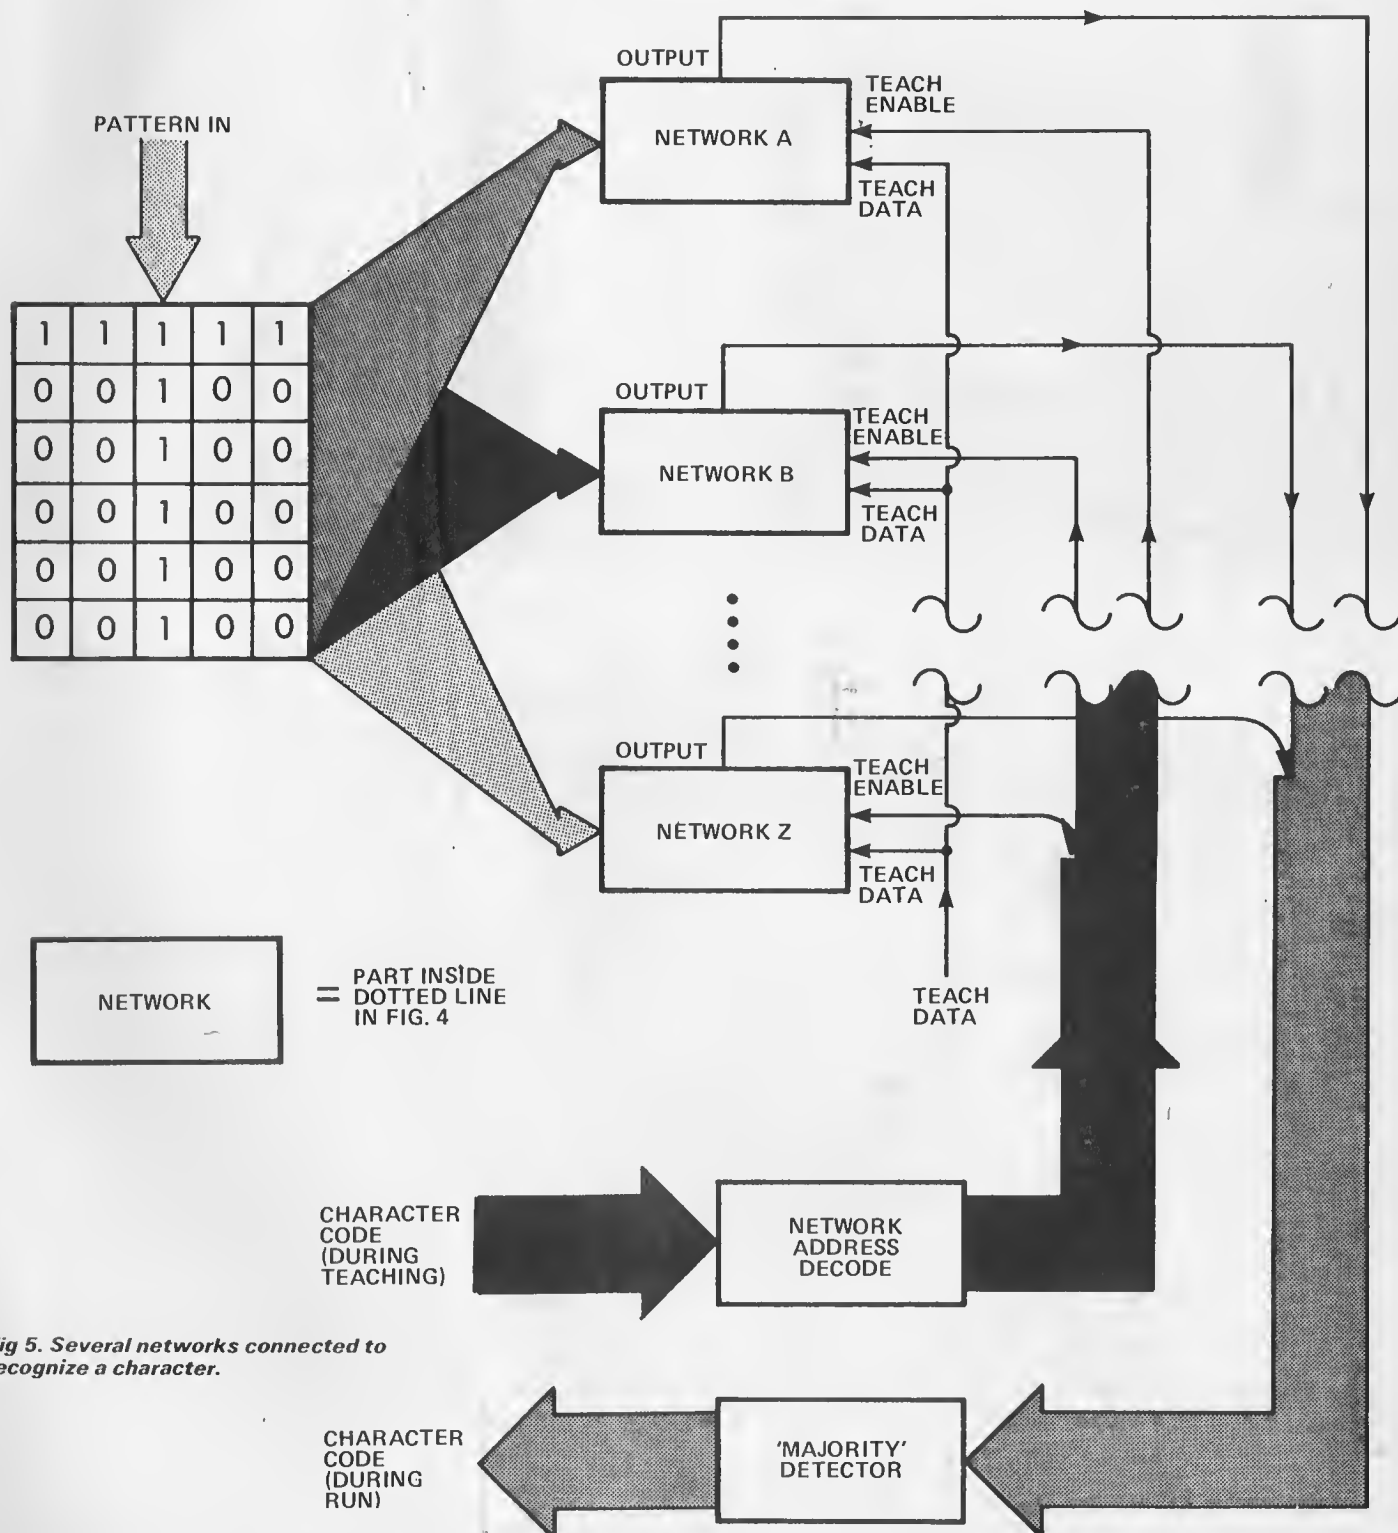 OUTPUT
TEACH
ENABLE
PATTERN IN
NETWORK A
TEACH
DATA
1 1 1 1 1
0 0 1 0 0
0 0 1 0 0
0 0 1 0 0
0 0 1 0 0
0 0 1 0 0
OUTPUT
TEACH
ENABLE
NETWORK B
TEACH
DATA
OUTPUT
TEACH
ENABLE
NETWORK Z
TEACH
DATA
NETWORK
=
PART INSIDE
DOTTED LINE
IN FIG. 4
TEACH
DATA
CHARACTER
CODE
(DURING
TEACHING)
NETWORK
ADDRESS
DECODE
ig 5. Several networks connected to
ecognize a character.
CHARACTER
CODE
(DURING
RUN)
'MAJORITY'
DETECTOR